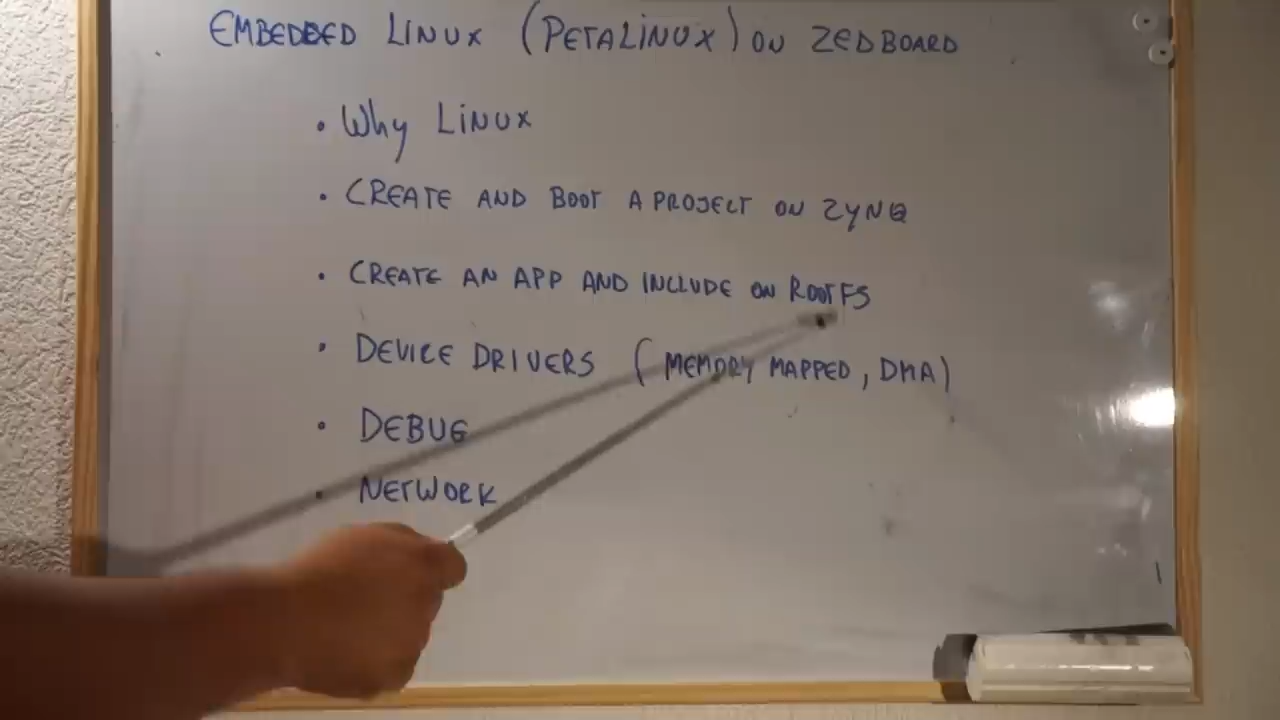 EMBEDDED LINUX (PETALINUX) ON ZEDBOARD
• Why LINUX
• CREATE AND BOOT A PROJECT ON ZYNQ
• CREATE AN APP AND INCLUDE ON ROOTFS
• DEVICE DRIVERS (MEMORY MAPPED, DMA)
• DEBUG
• NETWORK